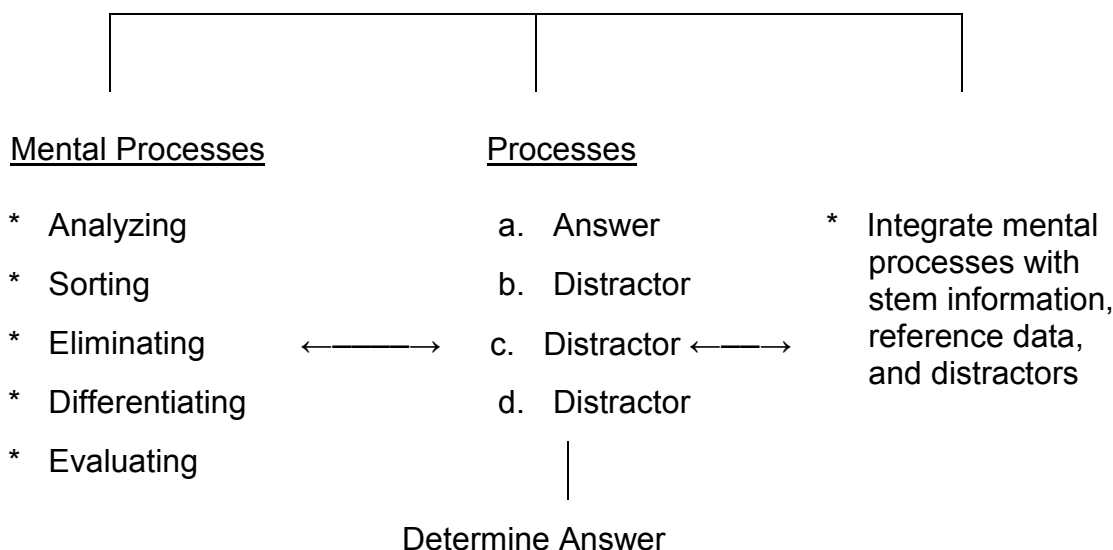 Mental Processes
* Analyzing
* Sorting
* Eliminating
* Differentiating
* Evaluating
Processes
a. Answer
b. Distractor
c. Distractor
d. Distractor
* Integrate mental
processes with
stem information,
reference data,
and distractors
Determine Answer